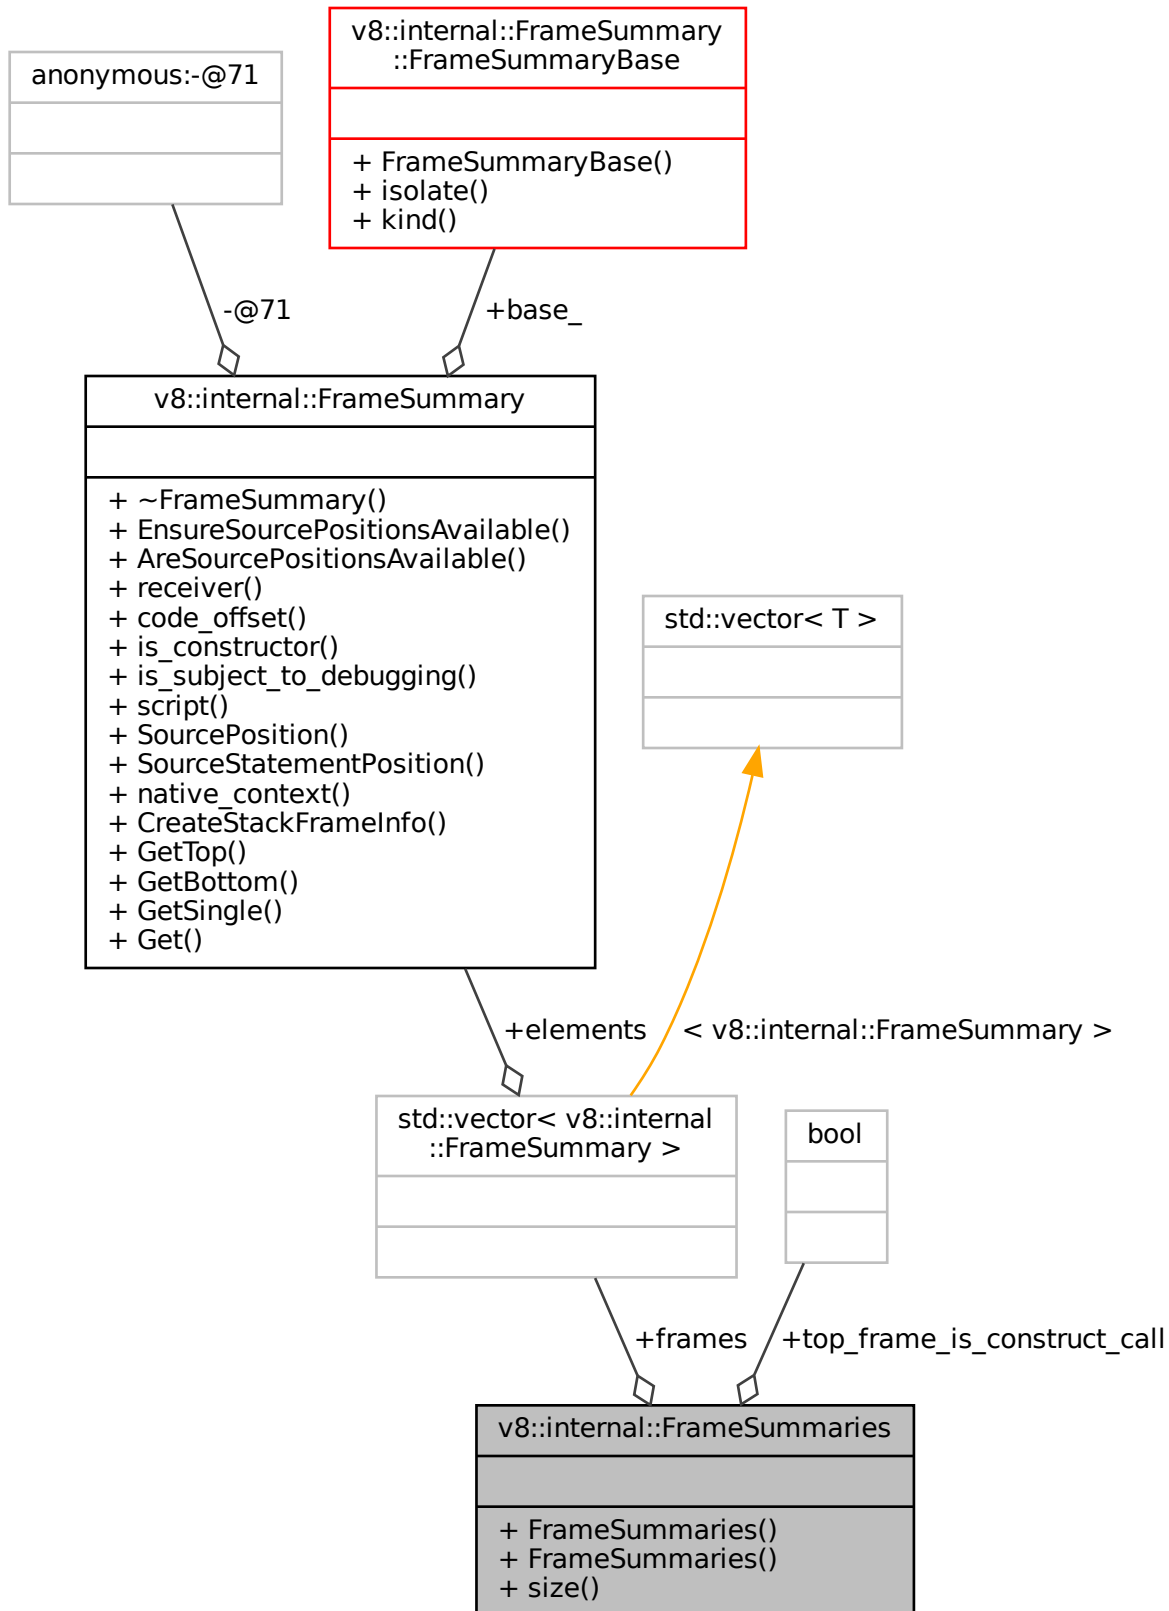 v8::internal::FrameSummary
::FrameSummaryBase
anonymous:-@71
+ FrameSummaryBase()
+ isolate()
+ kind()
-@71
+base_
v8::internal::FrameSummary
+ ~FrameSummary()
+ EnsureSourcePositionsAvailable()
+ AreSourcePositionsAvailable()
+ receiver()
+ code_offset()
+ is_constructor()
+ is_subject_to_debugging()
+ script()
+ SourcePosition()
+ SourceStatementPosition()
+ native_context()
+ CreateStackFrameInfo()
+ GetTop()
+ GetBottom()
+ GetSingle()
+ Get()
std::vector< T >
+elements
< v8::internal::FrameSummary >
std::vector< v8::internal
::FrameSummary >
bool
+frames
+top_frame_is_construct_call
v8::internal::FrameSummaries
+ FrameSummaries()
+ FrameSummaries()
+ size()